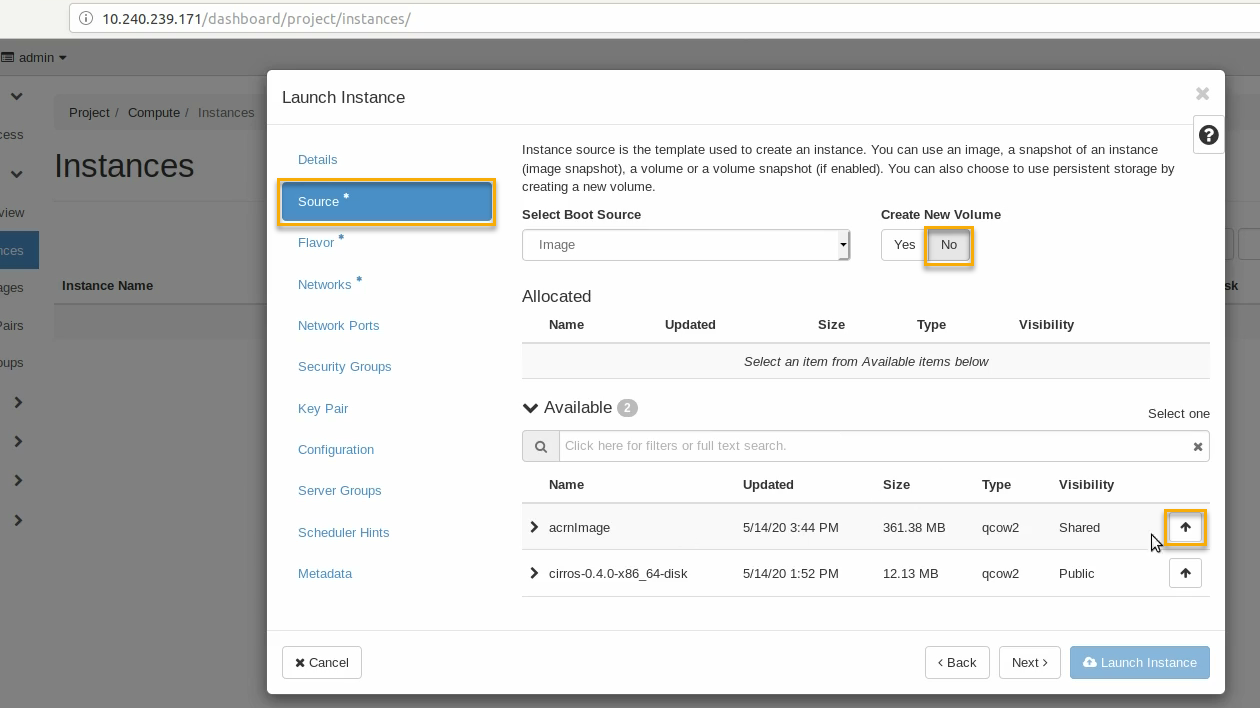 10.240.239.171/dashboard/project/instances/
admin
Project / Compute / Instances
Instances
Instance Name
cess
view
nces
ages
Pairs
oups
sk
Launch Instance
Details
Source *
Flavor *
Networks *
Network Ports
Security Groups
Key Pair
Configuration
Server Groups
Scheduler Hints
Metadata
Instance source is the template used to create an instance. You can use an image, a snapshot of an instance
(image snapshot), a volume or a volume snapshot (if enabled). You can also choose to use persistent storage by
creating a new volume.
Select Boot Source Create New Volume
Image Yes No
Allocated
Name Updated Size Type Visibility
Select an item from Available items below
Available 2
Select one
Click here for filters or full text search.
Name Updated Size Type Visibility
acrnImage 5/14/20 3:44 PM 361.38 MB qcow2 Shared
cirros-0.4.0-x86_64-disk 5/14/20 1:52 PM 12.13 MB qcow2 Public
Cancel < Back Next > Launch Instance